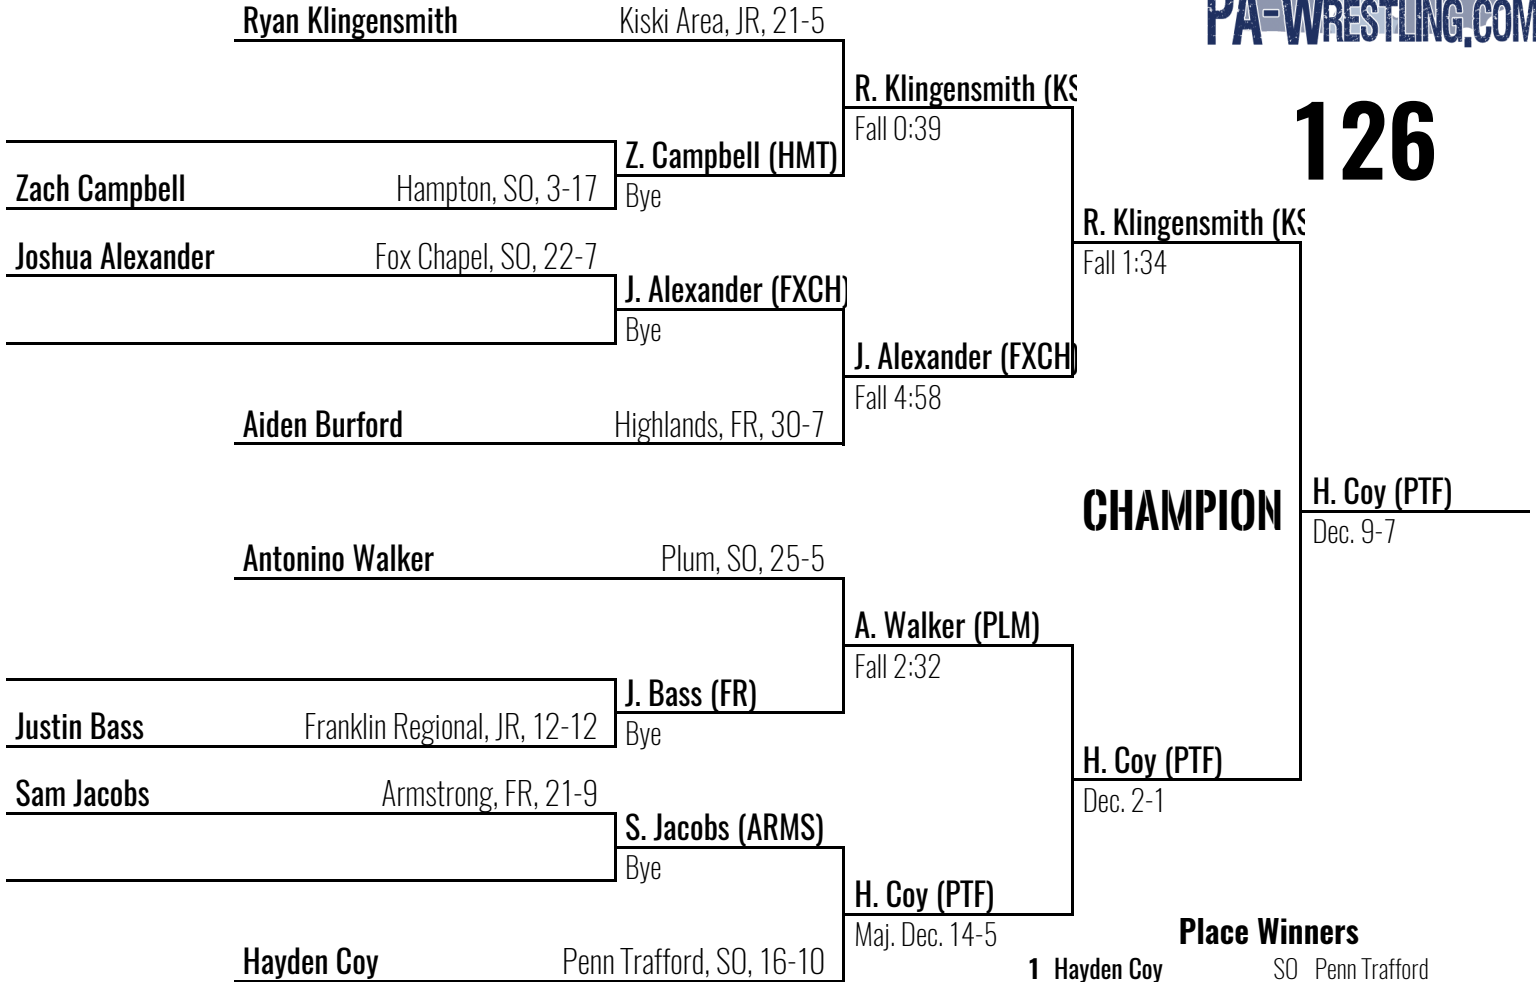 PA-WRESTLING.COM
126
Ryan Klingensmith Kiski Area, JR, 21-5
R. Klingensmith (KS
Fall 0:39
Z. Campbell (HMT)
Bye
Zach Campbell Hampton, SO, 3-17
R. Klingensmith (KS
Fall 1:34
Joshua Alexander Fox Chapel, SO, 22-7
J. Alexander (FXCH)
Bye
J. Alexander (FXCH)
Fall 4:58
Aiden Burford Highlands, FR, 30-7
CHAMPION
H. Coy (PTF)
Dec. 9-7
Antonino Walker Plum, SO, 25-5
A. Walker (PLM)
Fall 2:32
J. Bass (FR)
Bye
Justin Bass Franklin Regional, JR, 12-12
H. Coy (PTF)
Dec. 2-1
Sam Jacobs Armstrong, FR, 21-9
S. Jacobs (ARMS)
Bye
H. Coy (PTF)
Maj. Dec. 14-5
Hayden Coy Penn Trafford, SO, 16-10
Place Winners
1 Hayden Coy SO Penn Trafford